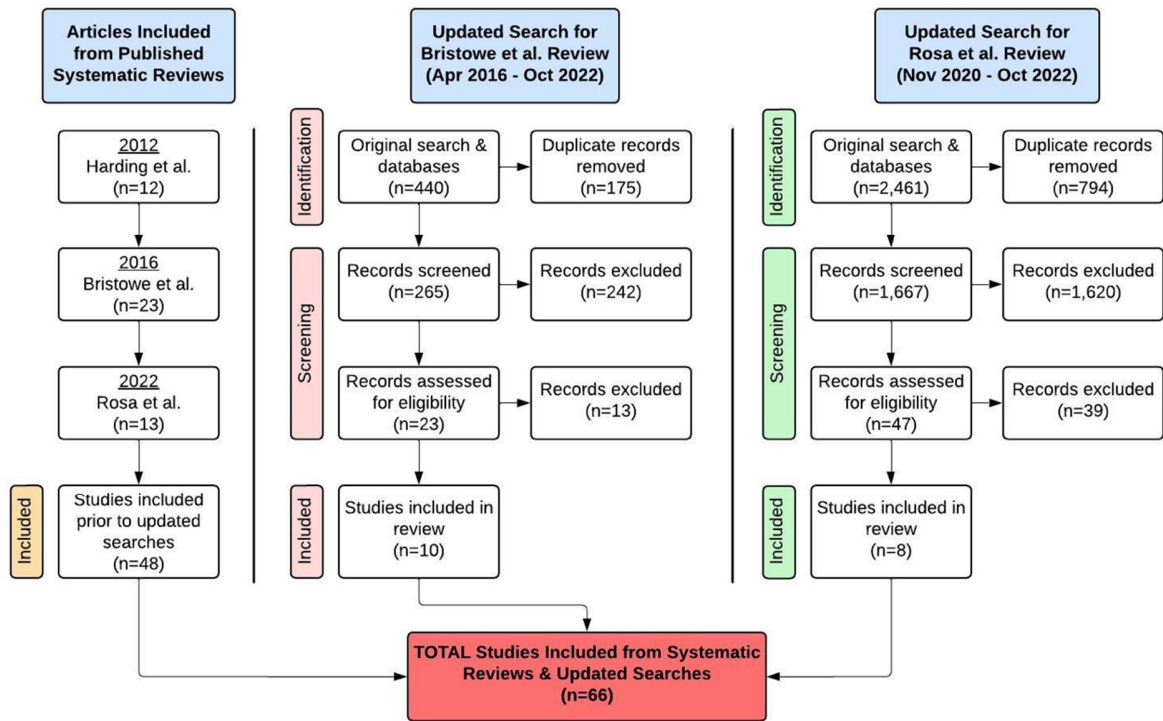 Articles Included
from Published
Systematic Reviews
2012
Harding et al.
(n=12)
2016
Bristowe et al.
(n=23)
2022
Rosa et al.
(n=13)
Included
Studies included
prior to updated
searches
(n=48)
Updated Search for
Bristowe et al. Review
(Apr 2016 - Oct 2022)
Identification
Original search &
databases
(n=440)
Duplicate records
removed
(n=175)
Screening
Records screened
(n=265)
Records excluded
(n=242)
Records assessed
for eligibility
(n=23)
Records excluded
(n=13)
Included
Studies included in
review
(n=10)
Updated Search for
Rosa et al. Review
(Nov 2020 - Oct 2022)
Identification
Original search &
databases
(n=2,461)
Duplicate records
removed
(n=794)
Screening
Records screened
(n=1,667)
Records excluded
(n=1,620)
Records assessed
for eligibility
(n=47)
Records excluded
(n=39)
Included
Studies included in
review
(n=8)
TOTAL Studies Included from Systematic
Reviews & Updated Searches
(n=66)